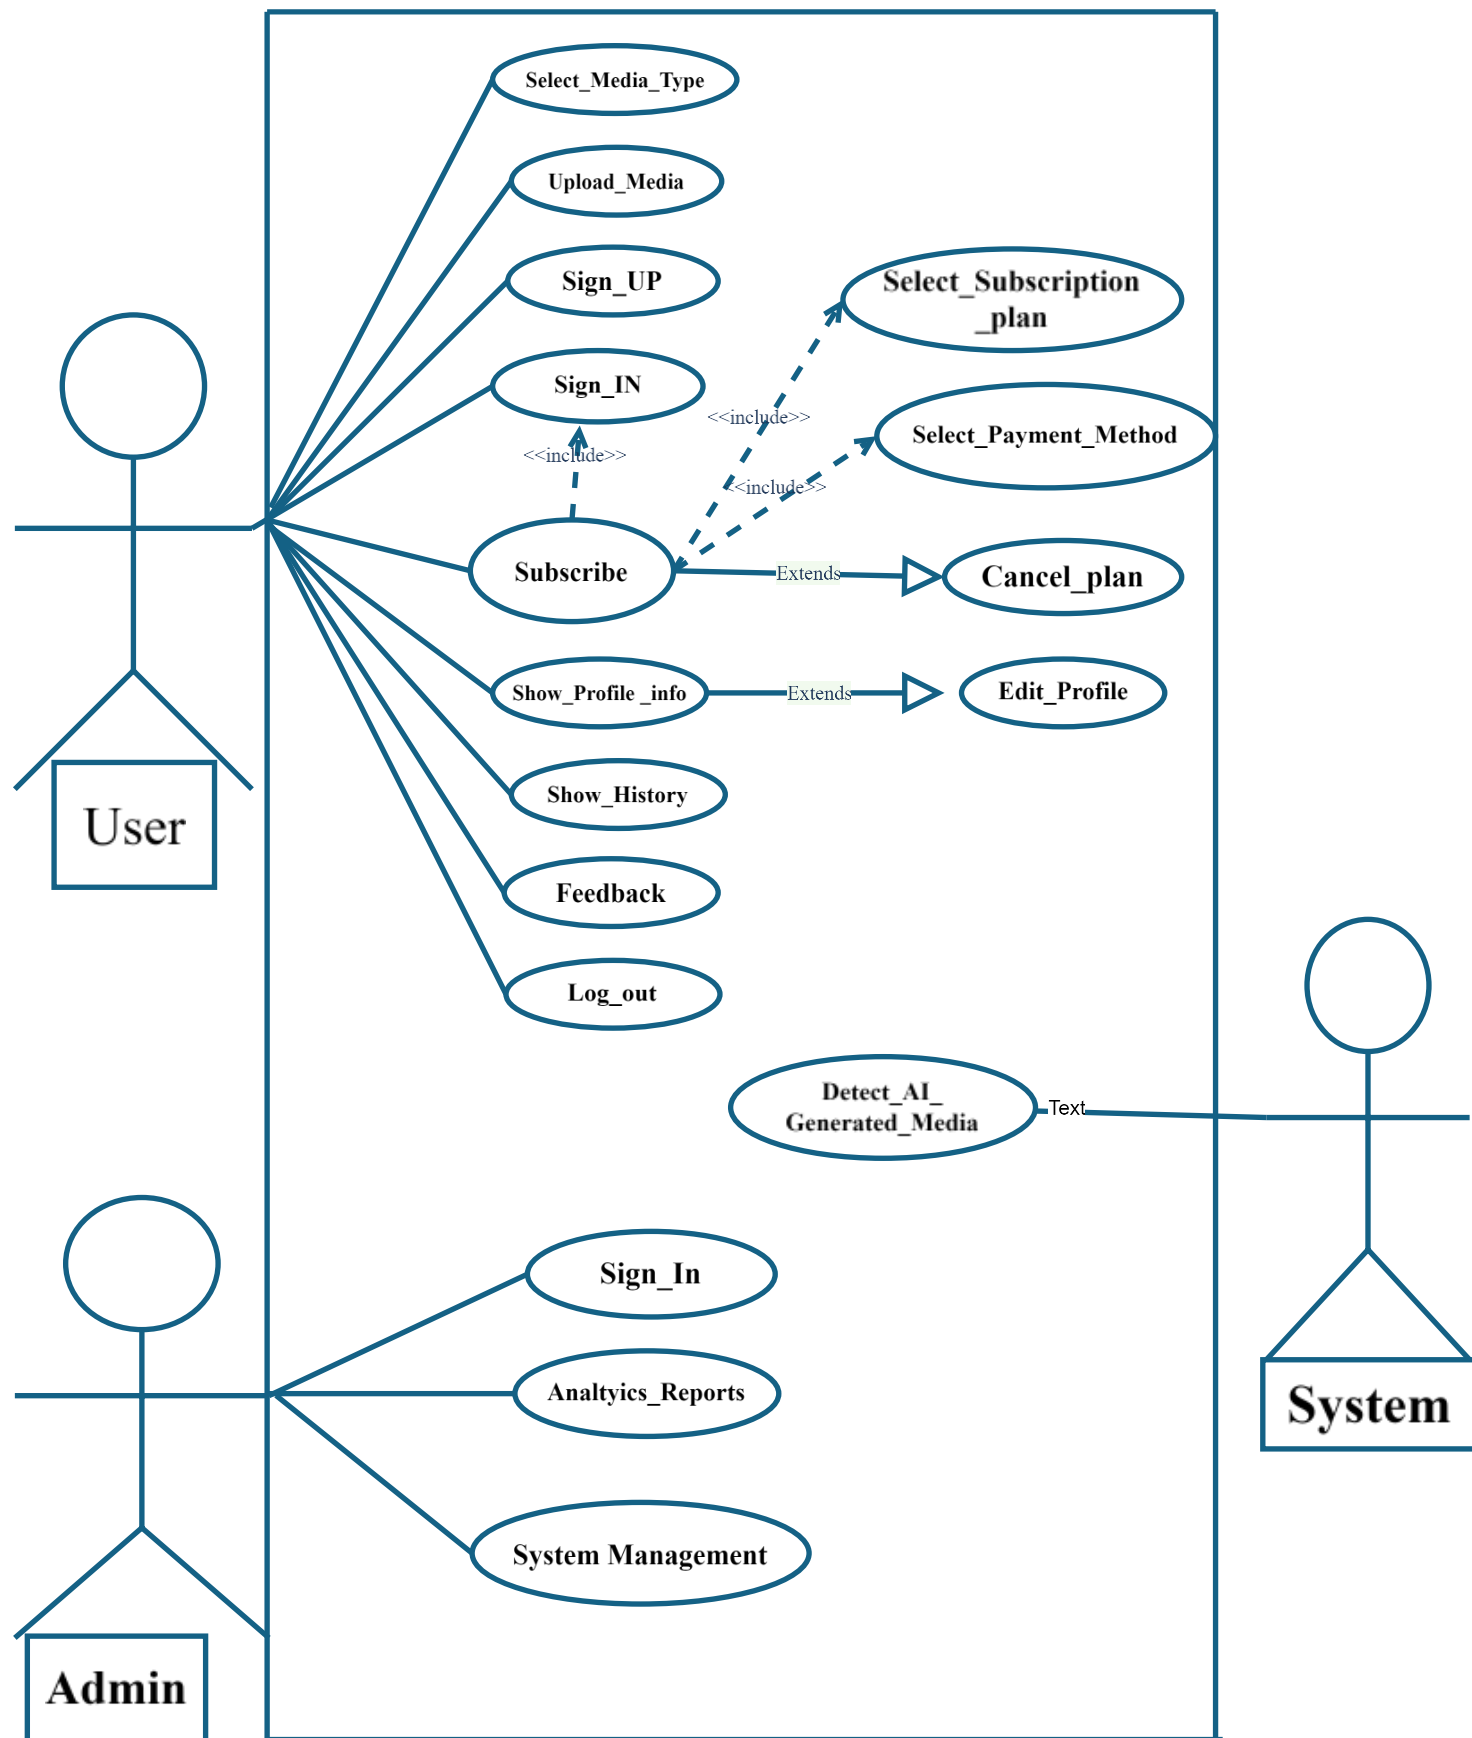 Select_Media_Type
Upload_Media
Sign_UP
Select_Subscription
_plan
Sign_IN
<<include>>
Select_Payment_Method
<<include>>
<<include>>
Subscribe
Extends
Cancel_plan
Show_Profile _info
Extends
Edit_Profile
Show_History
User
Feedback
Log_out
Detect_AI_
Generated_Media
Text
Sign_In
Analtyics_Reports
System
System Management
Admin